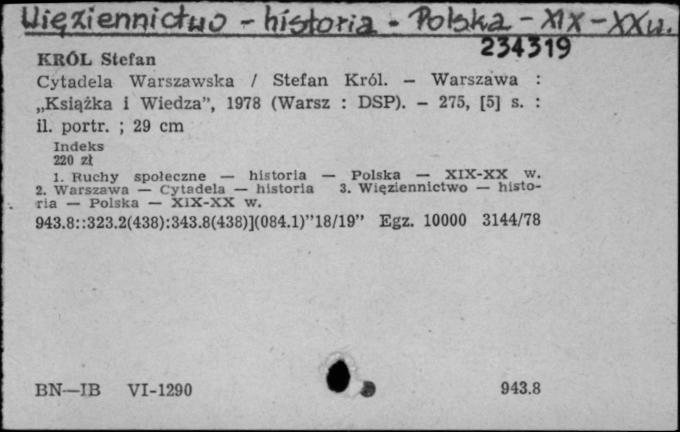 Więziennictwo - historia - Polska - XIX - XXw.
234319
KRÓL Stefan
Cytadela Warszawska / Stefan Król. — Warszawa :
„Książka i Wiedza”, 1978 (Warsz : DSP). — 275, [5] s. :
il. portr. ; 29 cm
Indeks
220 zł
1. Ruchy społeczne — historia — Polska — XIX-XX w.
2. Warszawa — Cytadela — historia 3. Więziennictwo — histo-
ria — Polska — XIX-XX w.
943.8::323.2(438):343.8(438)](084.1)”18/19” Egz. 10000 3144/78
BN—IB VI-1290 943.8